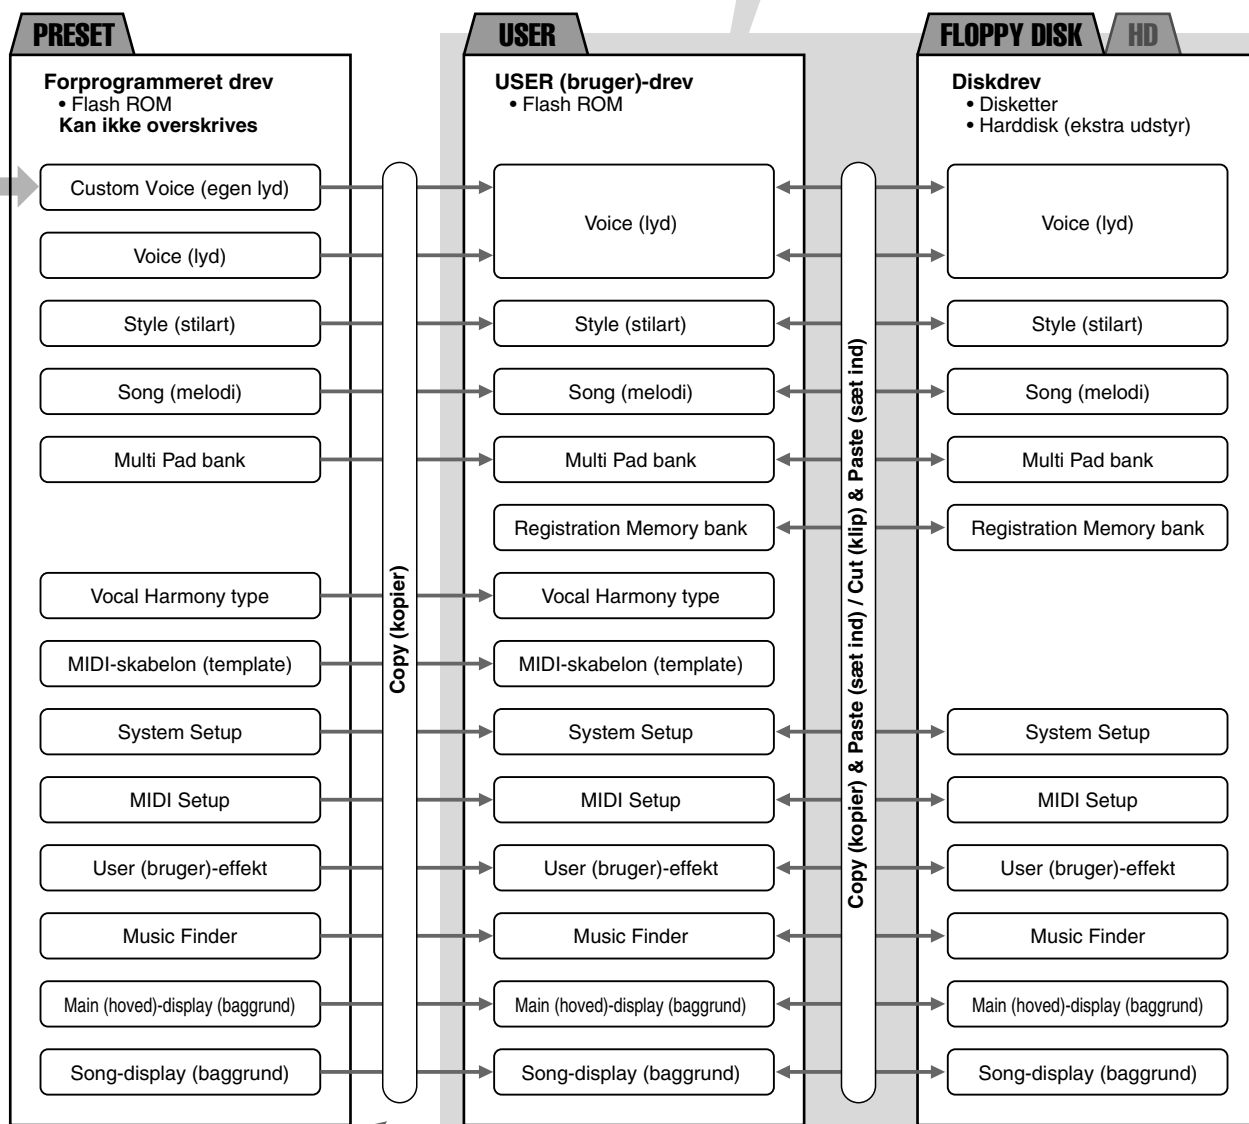 PRESET
Forprogrammeret drev
• Flash ROM
Kan ikke overskrives
Custom Voice (egen lyd)
Voice (lyd)
Style (stilart)
Song (melodi)
Multi Pad bank
Vocal Harmony type
MIDI-skabelon (template)
System Setup
MIDI Setup
User (bruger)-effekt
Music Finder
Main (hoved)-display (baggrund)
Song-display (baggrund)
Copy (kopier)
USER
USER (bruger)-drev
• Flash ROM
Voice (lyd)
Style (stilart)
Song (melodi)
Multi Pad bank
Registration Memory bank
Vocal Harmony type
MIDI-skabelon (template)
System Setup
MIDI Setup
User (bruger)-effekt
Music Finder
Main (hoved)-display (baggrund)
Song-display (baggrund)
Copy (kopier) & Paste (sæt ind) / Cut (klip) & Paste (sæt ind)
FLOPPY DISK
HD
Diskdrev
• Disketter
• Harddisk (ekstra udstyr)
Voice (lyd)
Style (stilart)
Song (melodi)
Multi Pad bank
Registration Memory bank
System Setup
MIDI Setup
User (bruger)-effekt
Music Finder
Main (hoved)-display (baggrund)
Song-display (baggrund)